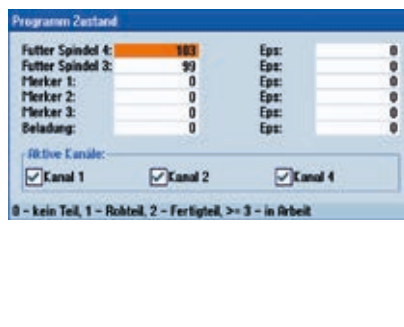 Programm Zustand
Futter Spindel 4: 103 Eps: 0
Futter Spindel 3: 99 Eps: 0
Merker 1: 0 Eps: 0
Merker 2: 0 Eps: 0
Merker 3: 0 Eps: 0
Beladung: 0 Eps: 0
Aktive Kanäle:
Kanal 1 Kanal 2 Kanal 4
0 - kein Teil, 1 - Rohteil, 2 - Fertigteil, >= 3 - in Arbeit